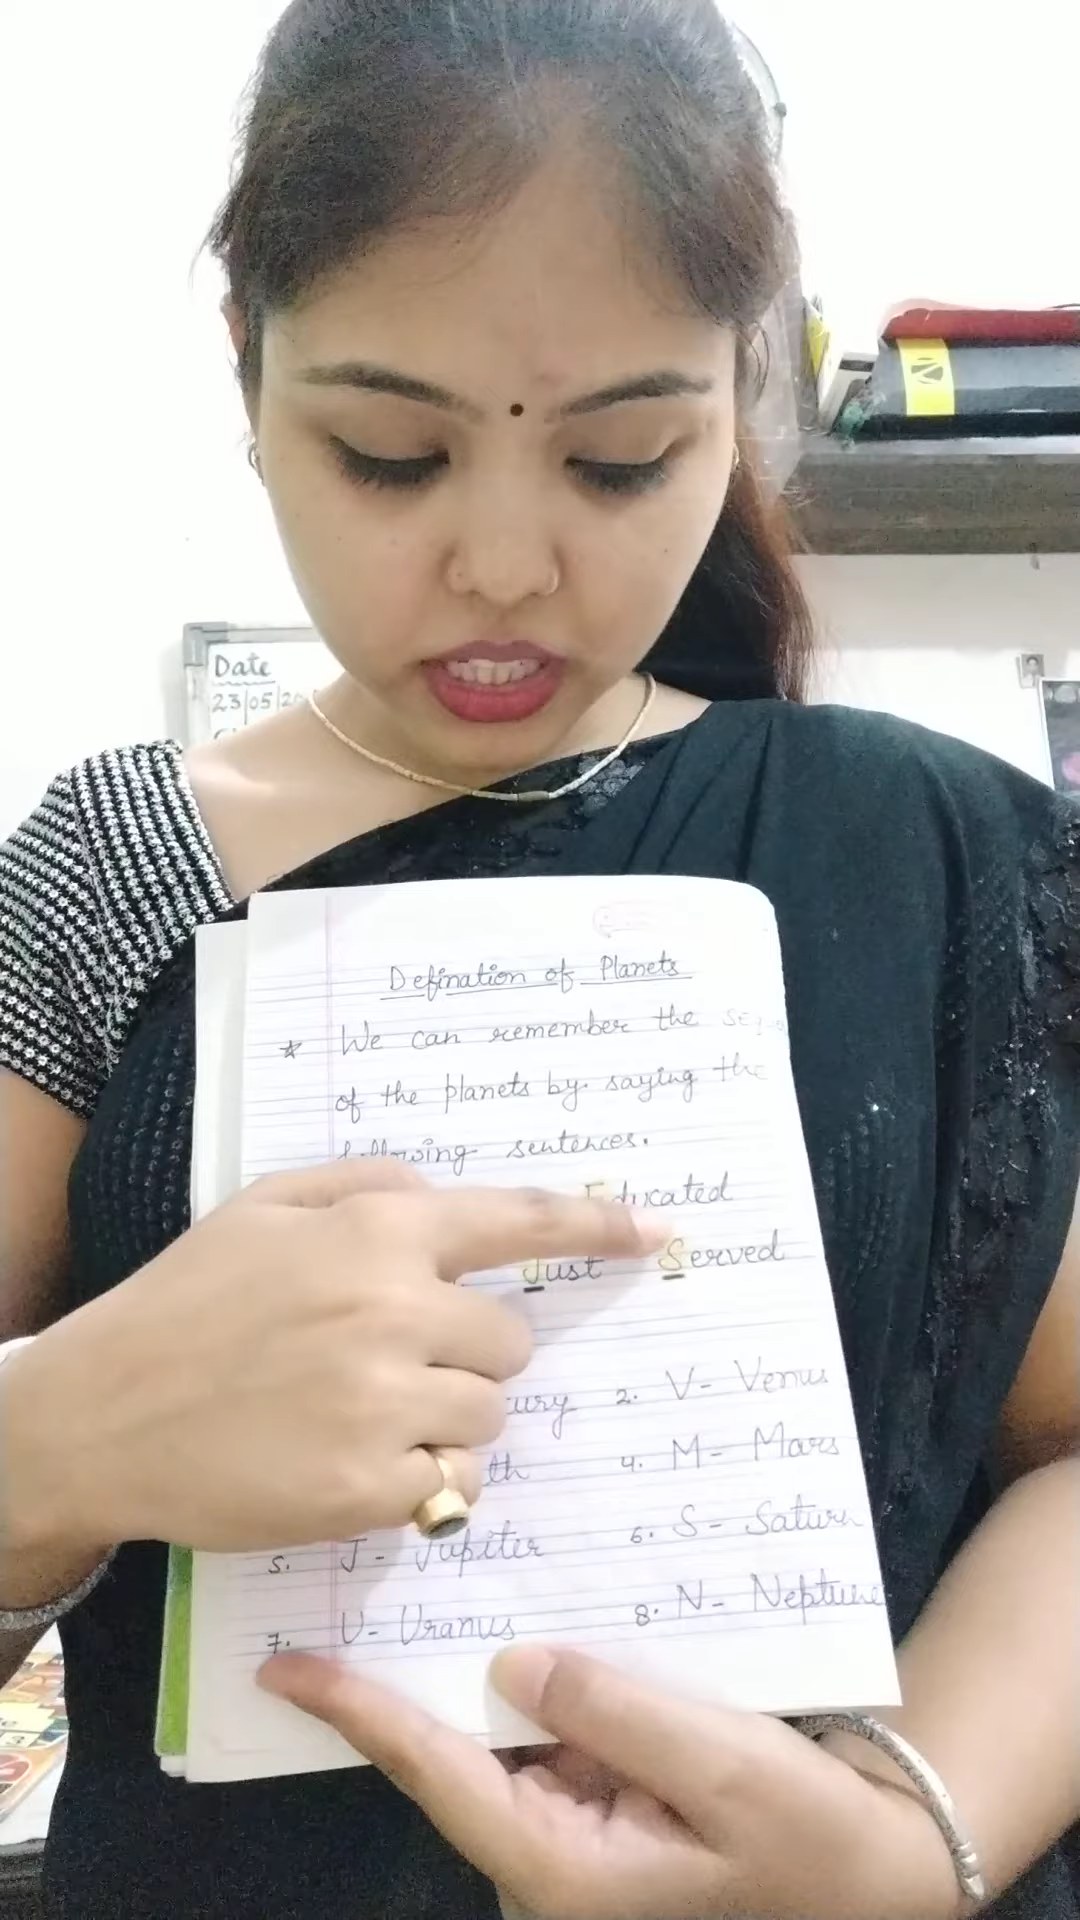 Date
23/05/20
Defination of Planets
☆ We can remember the
of the planets by saying the
sentences.
Educated
Just Served
2. V- Venus
4. M- Mars
5. J- Jupiter 6. S- Saturn
7. U- Uranus 8. N- Neptune